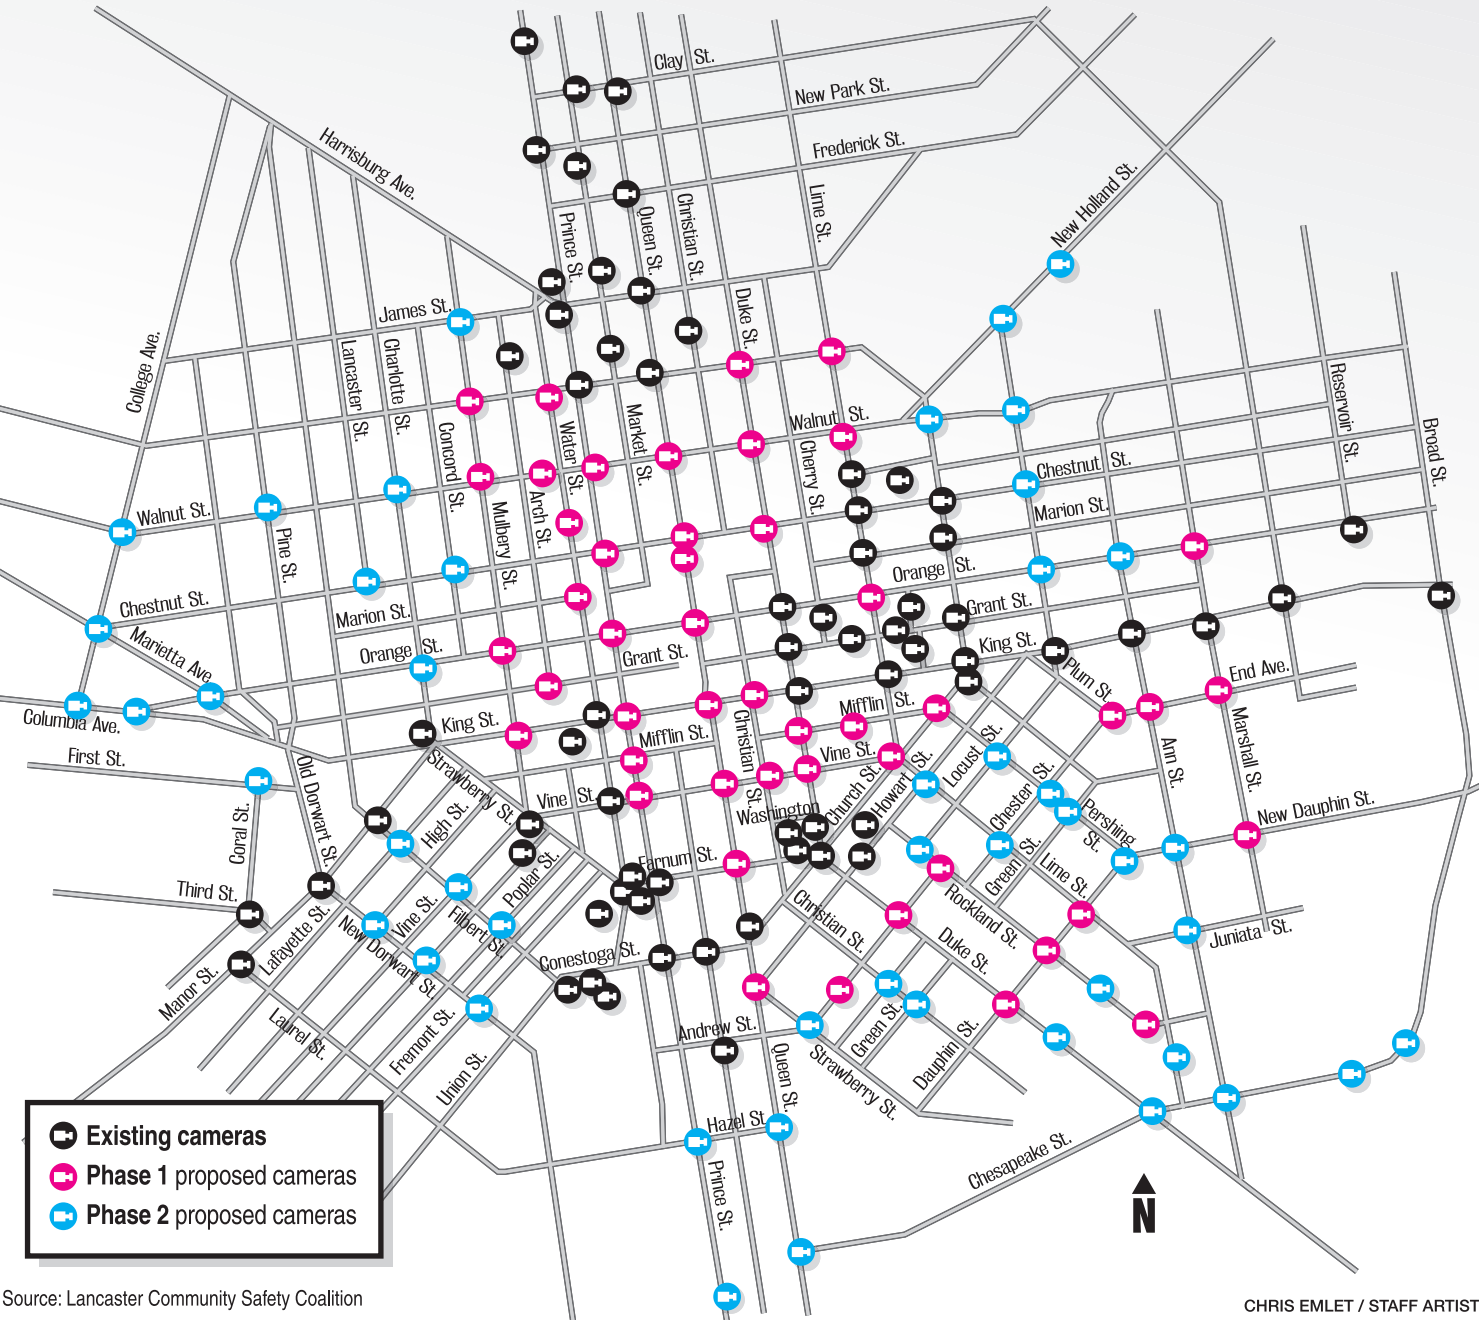 Clay St.
New Park St.
Frederick St.
Harrisburg Ave.
Prince St.
Queen St.
Christian St.
Lime St.
New Holland St.
James St.
College Ave.
Lancaster St.
Charlotte St.
Duke St.
Concord St.
Water St.
Market St.
Walnut St.
Cherry St.
Reservoir St.
Broad St.
Chestnut St.
Marion St.
Walnut St.
Pine St.
Mulbery St.
Arch St.
Orange St.
Chestnut St.
Marion St.
Grant St.
Marietta Ave
Orange St.
Grant St.
King St.
Plum St
End Ave.
Columbia Ave.
King St.
Mifflin St.
Mifflin St.
Christian St.
Vine St.
Locust St.
Ann St.
Marshall St.
First St.
Old Dorwart St.
Strawberry St.
Vine St
Church St.
Howart St.
Chester St.
Pershing St.
New Dauphin St.
Coral St.
High St.
Washington
Poplar St.
Farnum St.
Green St.
Lime St.
Third St.
Lafayette St.
Vine St.
Filbert St.
New Dorwart St.
Christian St.
Rockland St.
Duke St.
Juniata St.
Conestoga St.
Manor St.
Laurel St.
Fremont St.
Union St.
Andrew St.
Queen St.
Strawberry St.
Green St.
Dauphin St.
Hazel St
Prince St.
Chesapeake St.
N
Existing cameras
Phase 1 proposed cameras
Phase 2 proposed cameras
Source: Lancaster Community Safety Coalition
CHRIS EMLET / STAFF ARTIST